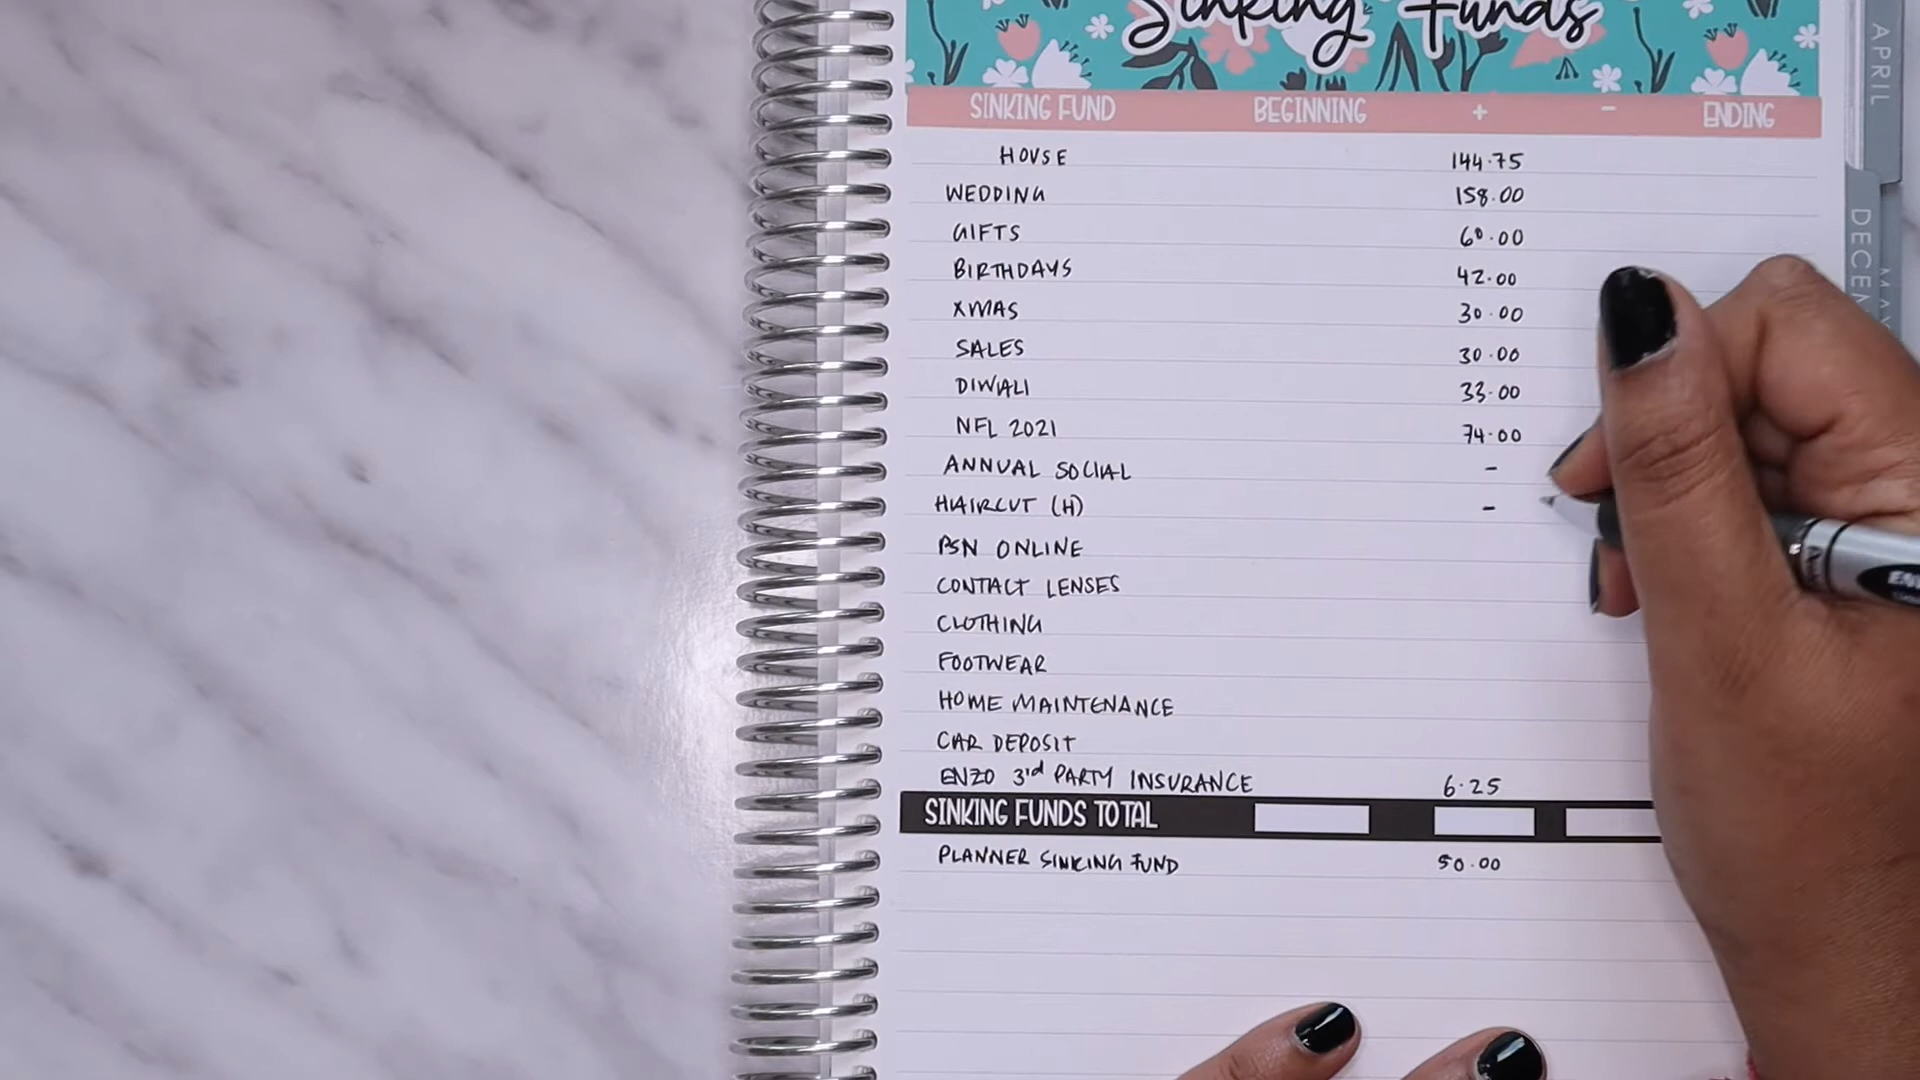 Sinking Funds
SINKING FUND BEGINNING + - ENDING
HOUSE 144.75
WEDDING 158.00
GIFTS 60.00
BIRTHDAYS 42.00
XMAS 30.00
SALES 30.00
DIWALI 33.00
NFL 2021 74.00
ANNUAL SOCIAL -
HAIRCUT (H) -
PSN ONLINE
CONTACT LENSES
CLOTHING
FOOTWEAR
HOME MAINTENANCE
CAR DEPOSIT
ENZO 3rd PARTY INSURANCE 6.25
SINKING FUNDS TOTAL
PLANNER SINKING FUND 50.00
APRIL